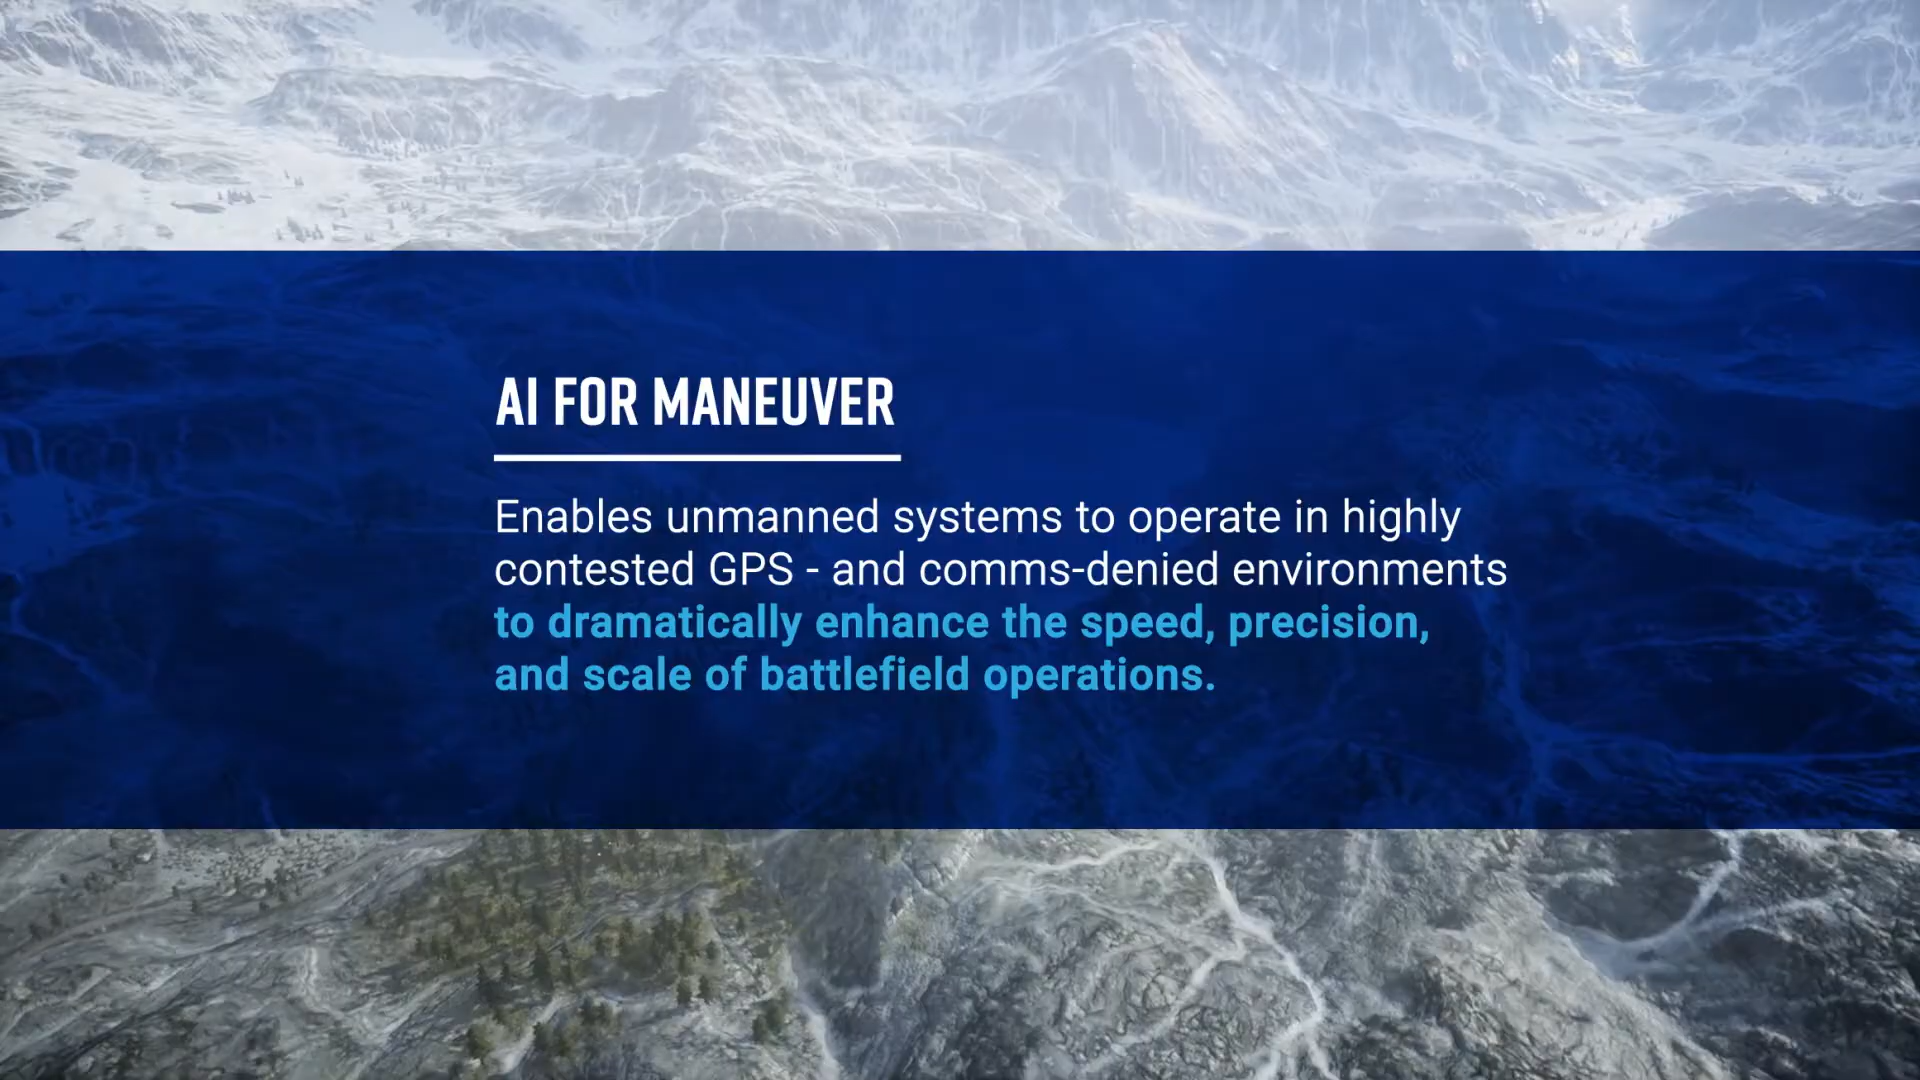 AI FOR MANEUVER
Enables unmanned systems to operate in highly
contested GPS - and comms-denied environments
to dramatically enhance the speed, precision,
and scale of battlefield operations.